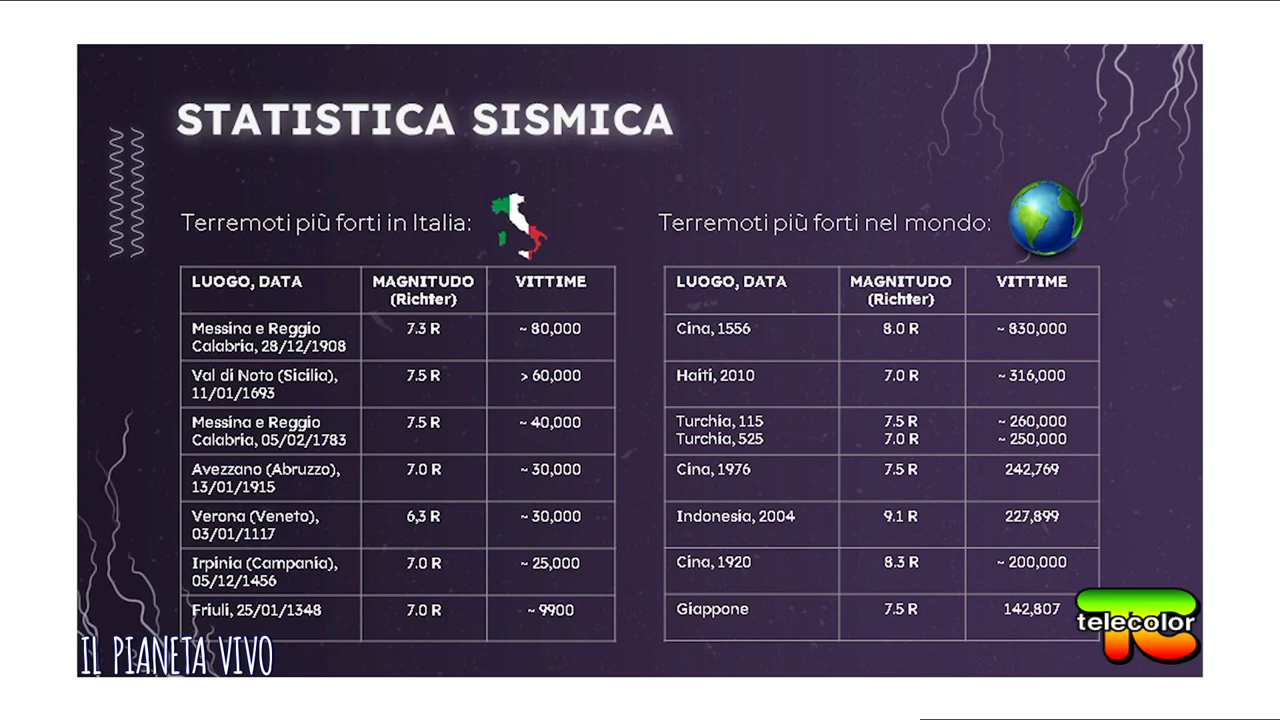 STATISTICA SISMICA
Terremoti più forti in Italia:
LUOGO, DATA MAGNITUDO VITTIME
(Richter)
Messina e Reggio 7.3 R ~ 80,000
Calabria, 28/12/1908
Val di Noto (Sicilia), 7.5 R > 60,000
11/01/1693
Messina e Reggio 7.5 R ~ 40,000
Calabria, 05/02/1783
Avezzano (Abruzzo), 7.0 R ~ 30,000
13/01/1915
Verona (Veneto), 6,3 R ~ 30,000
03/01/1117
Irpinia (Campania), 7.0 R ~ 25,000
05/12/1456
Friuli, 25/01/1348 7.0 R ~ 9900
Terremoti più forti nel mondo:
LUOGO, DATA MAGNITUDO VITTIME
(Richter)
Cina, 1556 8.0 R ~ 830,000
Haiti, 2010 7.0 R ~ 316,000
Turchia, 115 7.5 R ~ 260,000
Turchia, 525 7.0 R ~ 250,000
Cina, 1976 7.5 R 242,769
Indonesia, 2004 9.1 R 227,899
Cina, 1920 8.3 R ~ 200,000
Giappone 7.5 R 142,807
IL PIANETA VIVO
telecolor